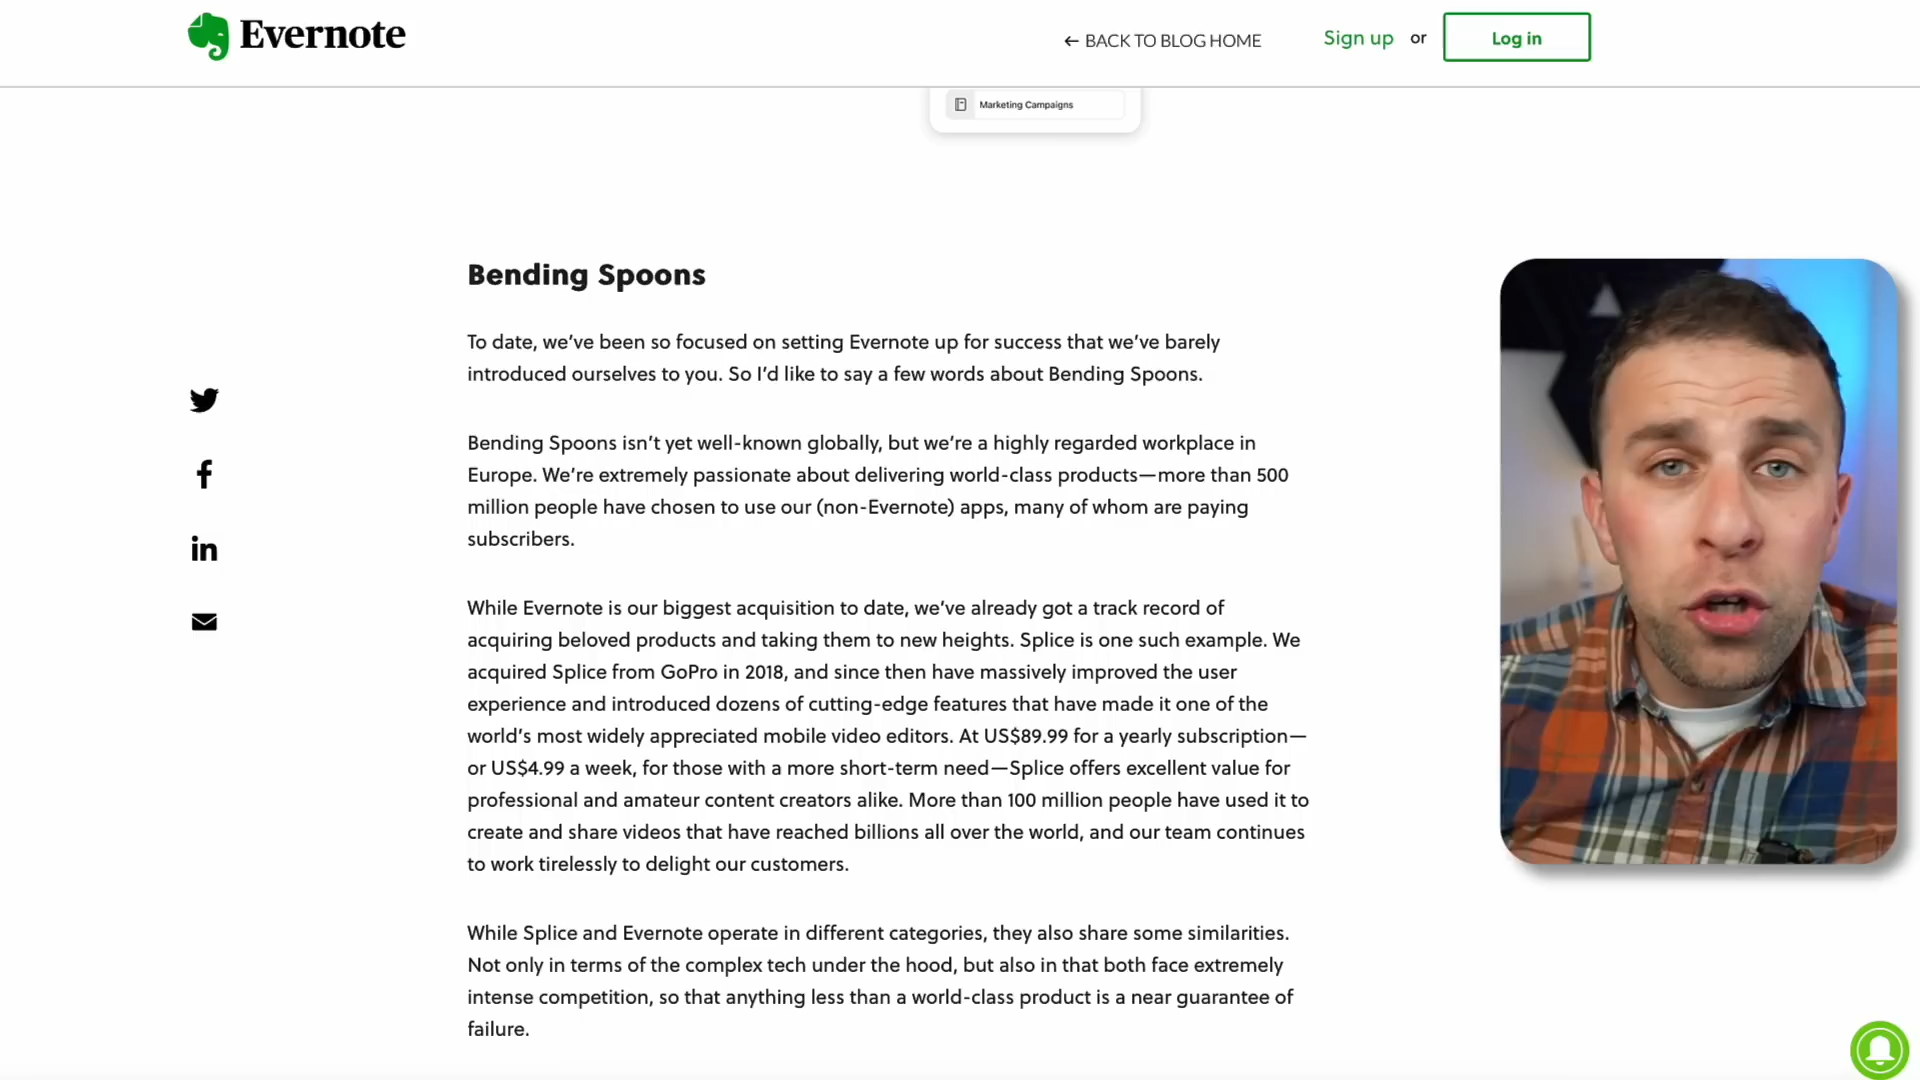 Evernote
← BACK TO BLOG HOME
Sign up or
Log in
Marketing Campaigns
Bending Spoons
To date, we’ve been so focused on setting Evernote up for success that we’ve barely
introduced ourselves to you. So I’d like to say a few words about Bending Spoons.
Bending Spoons isn’t yet well-known globally, but we’re a highly regarded workplace in
Europe. We’re extremely passionate about delivering world-class products—more than 500
million people have chosen to use our (non-Evernote) apps, many of whom are paying
subscribers.
While Evernote is our biggest acquisition to date, we’ve already got a track record of
acquiring beloved products and taking them to new heights. Splice is one such example. We
acquired Splice from GoPro in 2018, and since then have massively improved the user
experience and introduced dozens of cutting-edge features that have made it one of the
world’s most widely appreciated mobile video editors. At US$89.99 for a yearly subscription—
or US$4.99 a week, for those with a more short-term need—Splice offers excellent value for
professional and amateur content creators alike. More than 100 million people have used it to
create and share videos that have reached billions all over the world, and our team continues
to work tirelessly to delight our customers.
While Splice and Evernote operate in different categories, they also share some similarities.
Not only in terms of the complex tech under the hood, but also in that both face extremely
intense competition, so that anything less than a world-class product is a near guarantee of
failure.